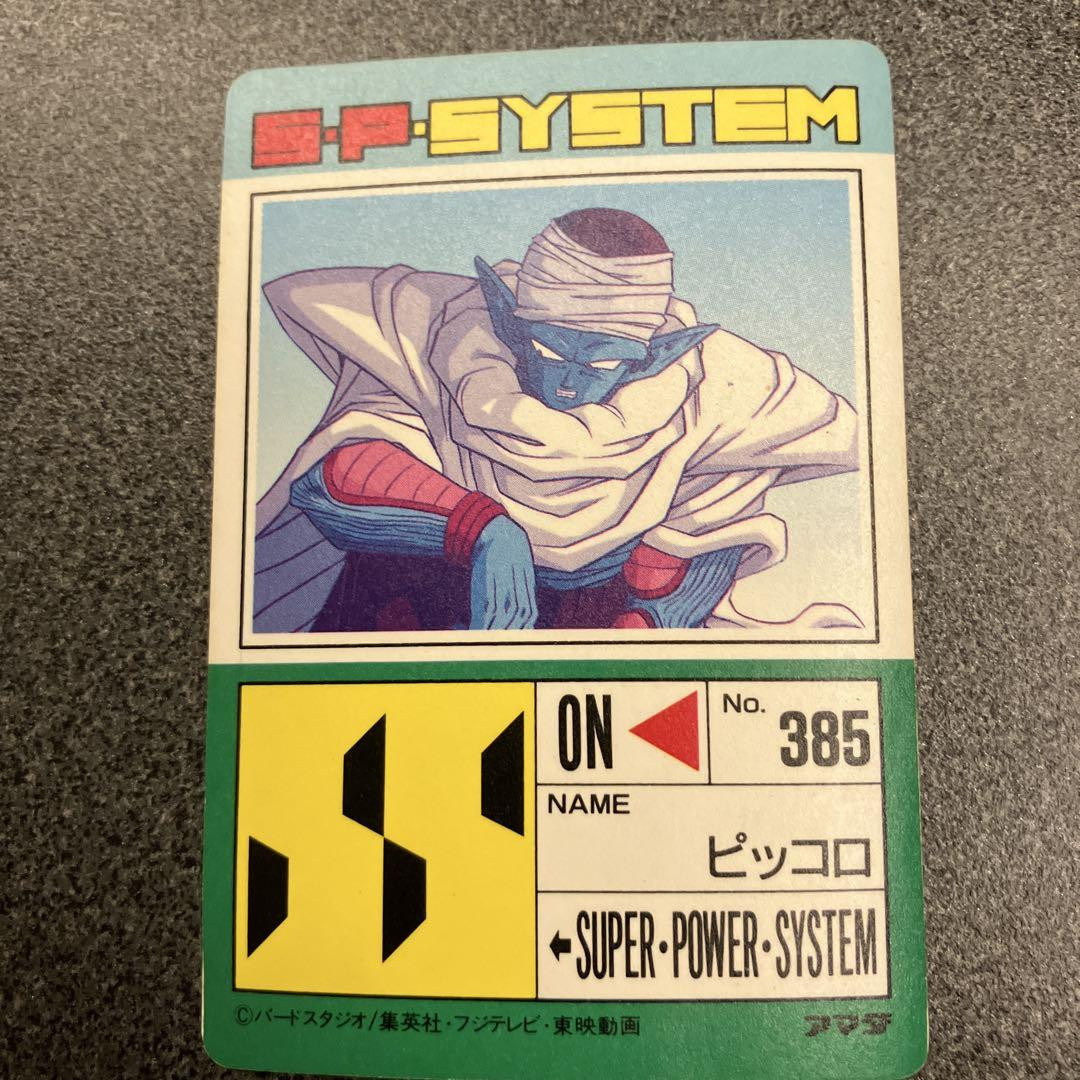 S·P·SYSTEM
ON
No. 385
NAME
ピッコロ
SUPER·POWER·SYSTEM
©バードスタジオ/集英社・フジテレビ・東映動画
アマダ